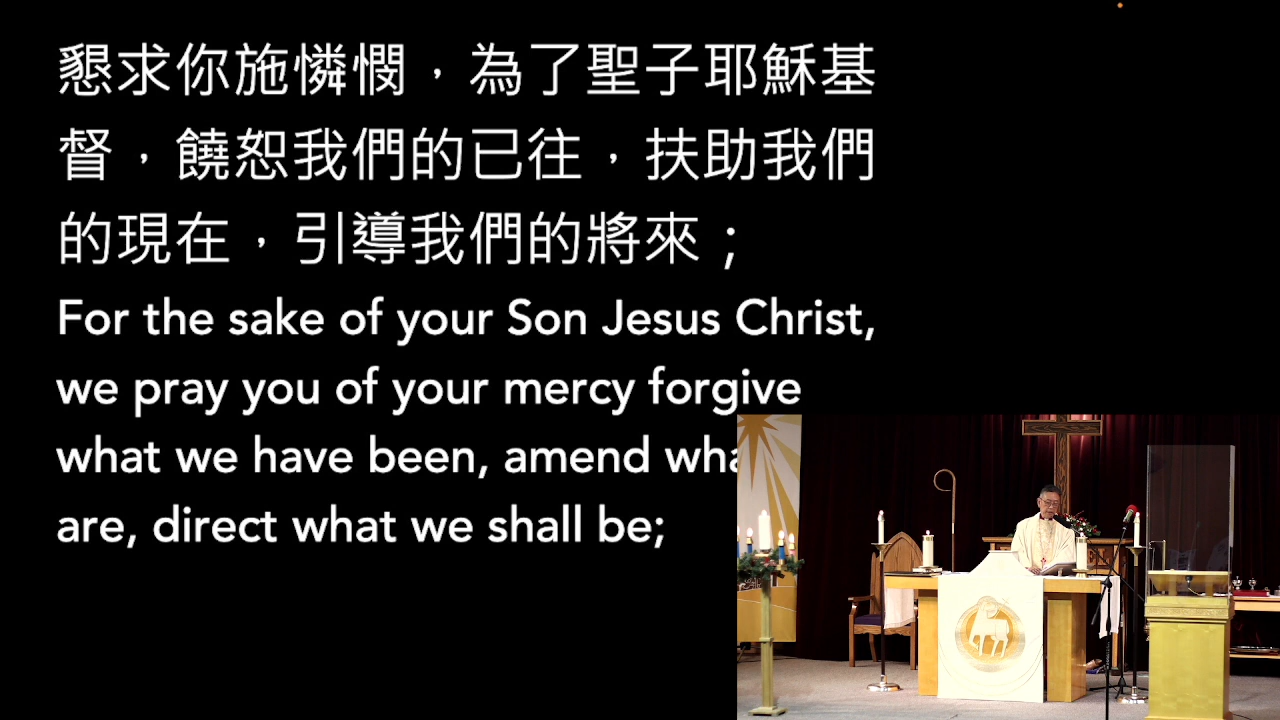 懇求你施憐憫，為了聖子耶穌基
督，饒恕我們的已往，扶助我們
的現在，引導我們的將來；
For the sake of your Son Jesus Christ,
we pray you of your mercy forgive
what we have been, amend
are, direct what we shall be;